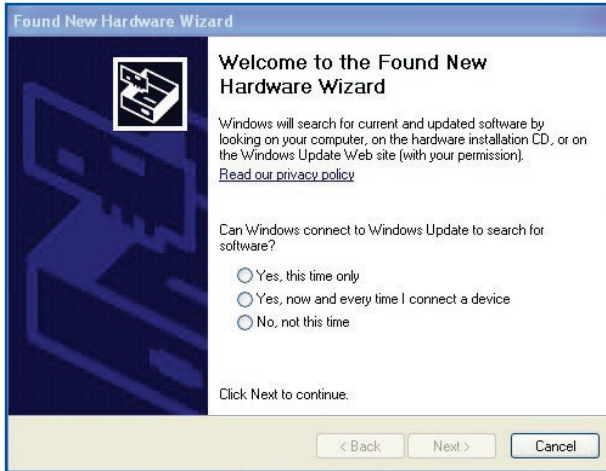 Found New Hardware Wizard
Welcome to the Found New
Hardware Wizard
Windows will search for current and updated software by
looking on your computer, on the hardware installation CD, or on
the Windows Update Web site (with your permission).
Read our privacy policy
Can Windows connect to Windows Update to search for
software?
Yes, this time only
Yes, now and every time I connect a device
No, not this time
Click Next to continue.
< Back Next > Cancel